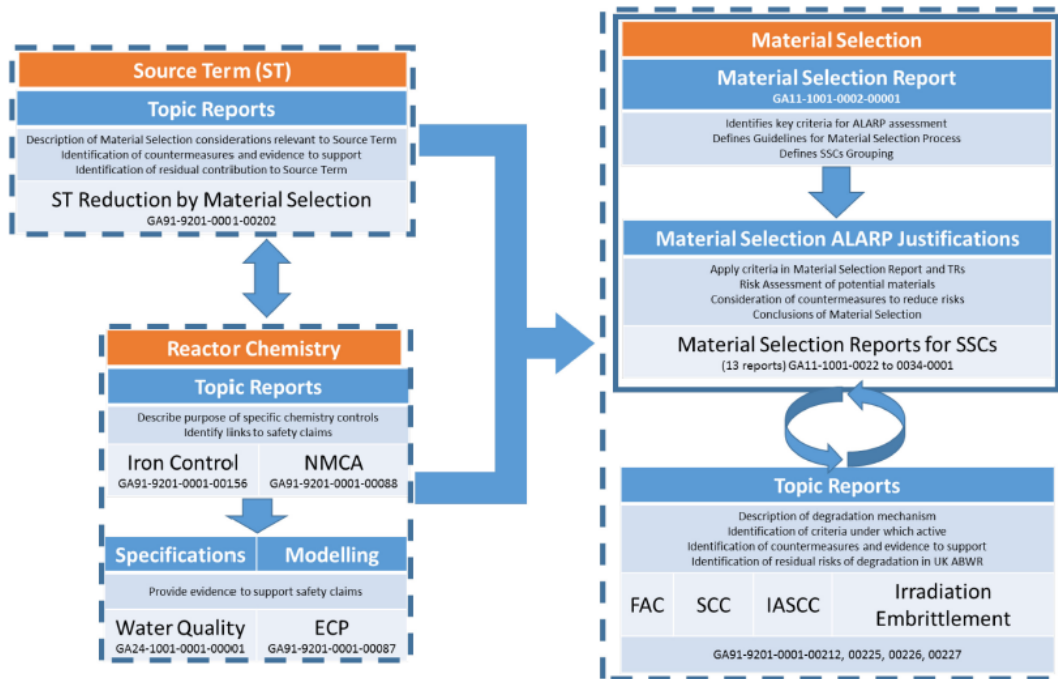 Source Term (ST)
Topic Reports
Description of Material Selection considerations relevant to Source Term
Identification of countermeasures and evidence to support
Identification of residual contribution to Source Term
ST Reduction by Material Selection
GA91-9201-0001-00202
Reactor Chemistry
Topic Reports
Describe purpose of specific chemistry controls
Identify links to safety claims
Iron Control NMCA
GA91-9201-0001-00156 GA91-9201-0001-00088
Specifications Modelling
Provide evidence to support safety claims
Water Quality ECP
GA24-1001-0001-00001 GA91-9201-0001-00087
Material Selection
Material Selection Report
GA11-1001-0002-00001
Identifies key criteria for ALARP assessment
Defines Guidelines for Material Selection Process
Defines SSCs Grouping
Material Selection ALARP Justifications
Apply criteria in Material Selection Report and TRs
Risk Assessment of potential materials
Consideration of countermeasures to reduce risks
Conclusions of Material Selection
Material Selection Reports for SSCs
(13 reports) GA11-1001-0022 to 0034-0001
Topic Reports
Description of degradation mechanism
Identification of criteria under which active
Identification of countermeasures and evidence to support
Identification of residual risks of degradation in UK ABWR
FAC SCC IASCC Irradiation
Embrittlement
GA91-9201-0001-00212, 00225, 00226, 00227